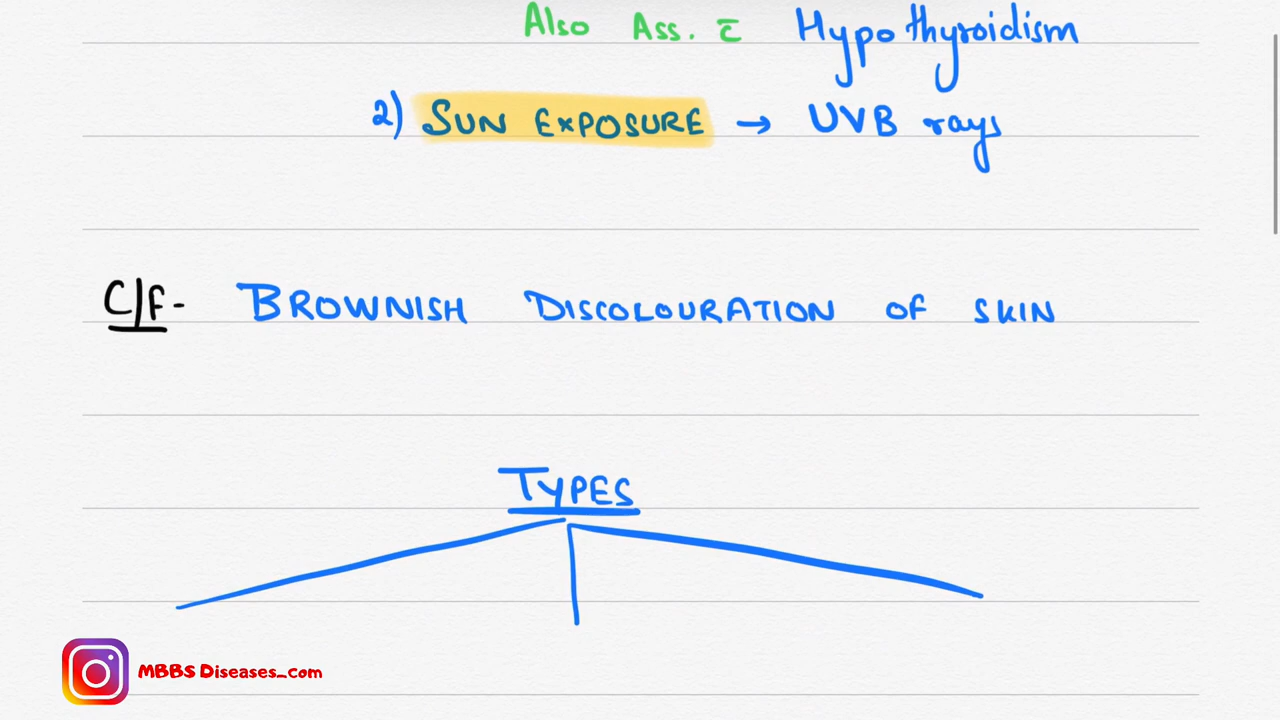 Also Ass. c̄ Hypothyroidism
2) SUN EXPOSURE → UVB rays
C/F- BROWNISH DISCOLOURATION OF SKIN
TYPES
MBBS Diseases_com